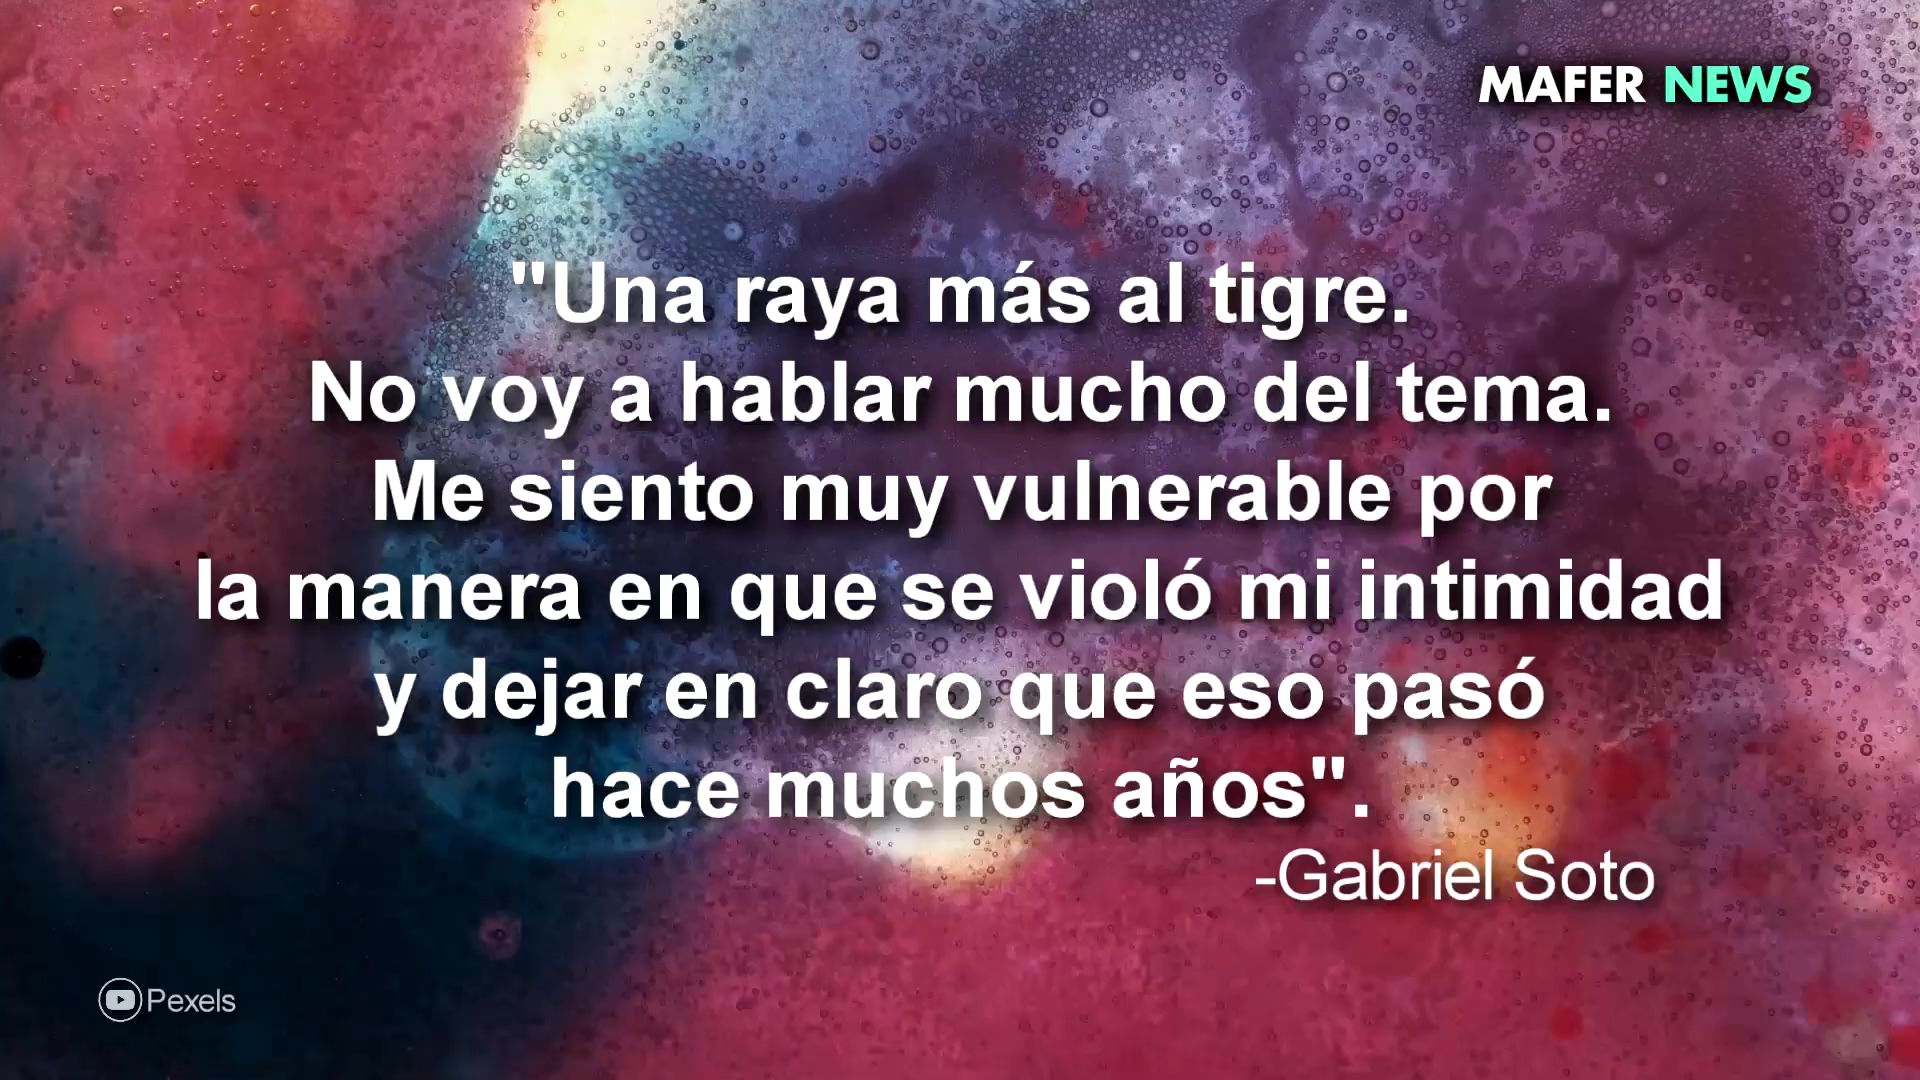 MAFER NEWS
"Una raya más al tigre.
No voy a hablar mucho del tema.
Me siento muy vulnerable por
la manera en que se violó mi intimidad
y dejar en claro que eso pasó
hace muchos años".
-Gabriel Soto
Pexels